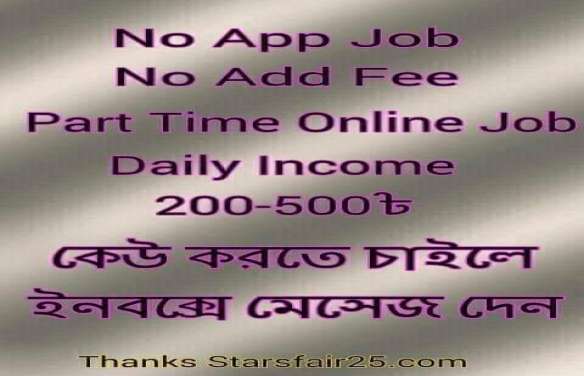 No App Job
No Add Fee
Part Time Online Job
Daily Income
200-500৳
কেউ করতে চাইলে
ইনবক্সে মেসেজ দেন
Thanks Starsfair25.com